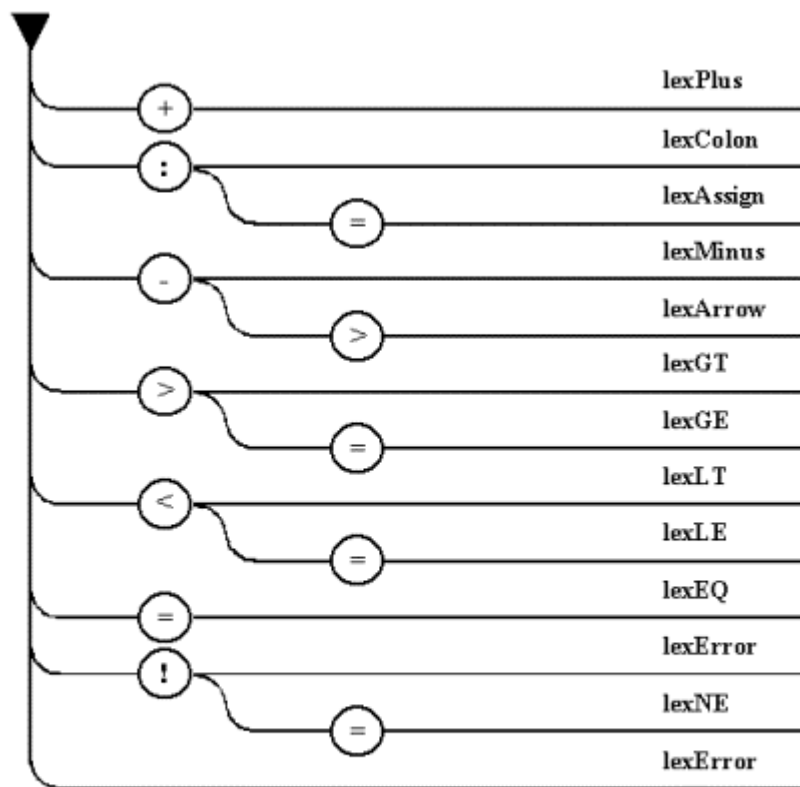 lexPlus
+
lexColon
:
lexAssign
=
lexMinus
-
lexArrow
>
lexGT
>
lexGE
=
lexLT
<
lexLE
=
lexEQ
=
lexError
!
lexNE
=
lexError